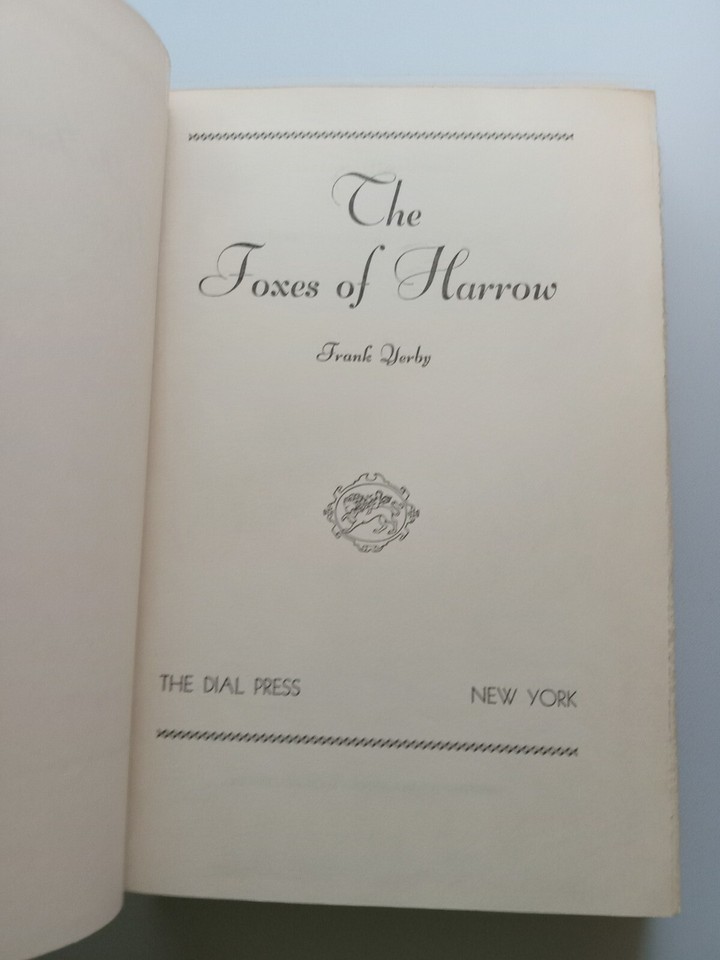 The
Foxes of Harrow
Frank Yerby
THE DIAL PRESS NEW YORK